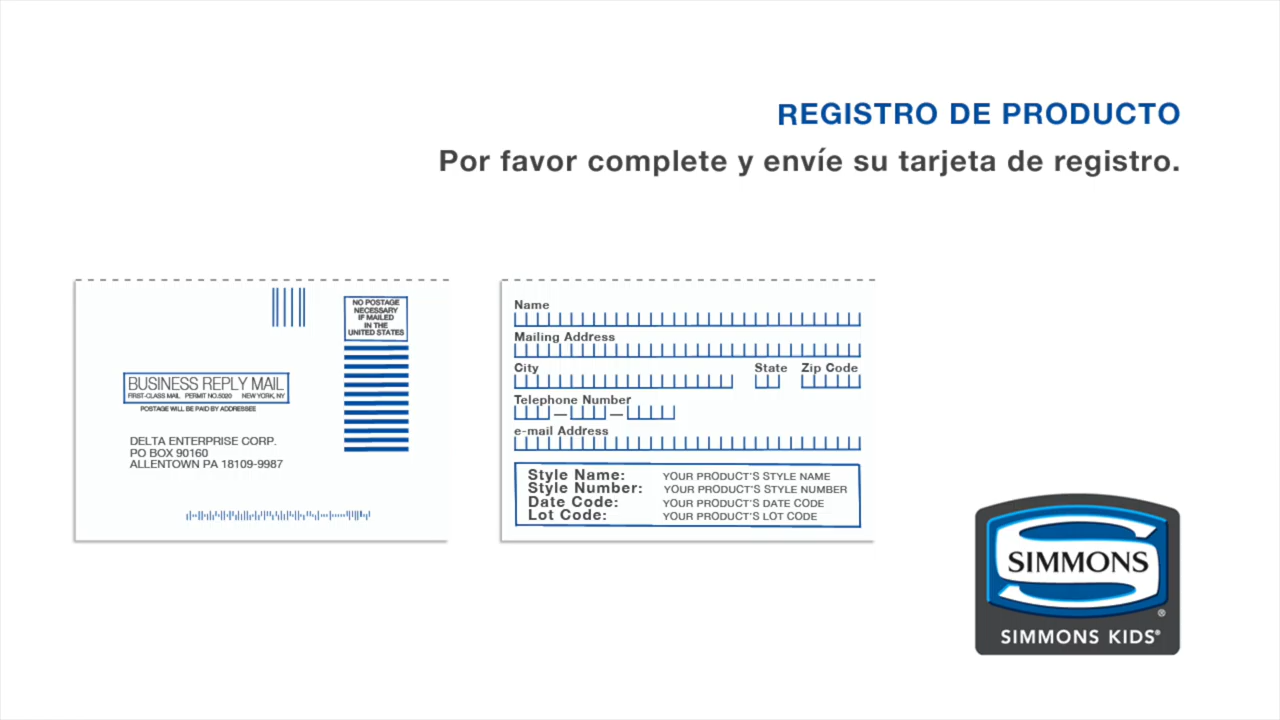 REGISTRO DE PRODUCTO
Por favor complete y envíe su tarjeta de registro.
NO POSTAGE
NECESSARY
IF MAILED
IN THE
UNITED STATES
BUSINESS REPLY MAIL
FIRST-CLASS MAIL PERMIT NO.5020 NEW YORK, NY
POSTAGE WILL BE PAID BY ADDRESSEE
DELTA ENTERPRISE CORP.
PO BOX 90160
ALLENTOWN PA 18109-9987
Name
Mailing Address
City State Zip Code
Telephone Number
e-mail Address
Style Name: YOUR PRODUCT'S STYLE NAME
Style Number: YOUR PRODUCT'S STYLE NUMBER
Date Code: YOUR PRODUCT'S DATE CODE
Lot Code: YOUR PRODUCT'S LOT CODE
SIMMONS
®
SIMMONS KIDS®